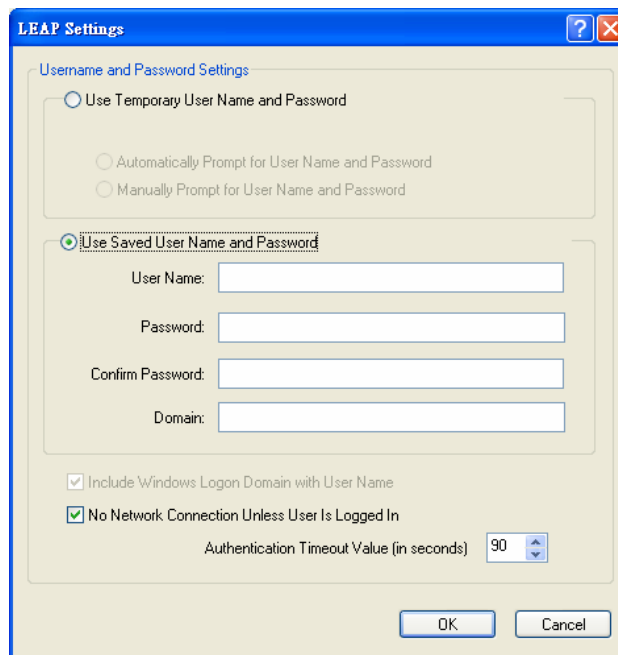 LEAP Settings
Username and Password Settings
Use Temporary User Name and Password
Automatically Prompt for User Name and Password
Manually Prompt for User Name and Password
Use Saved User Name and Password
User Name:
Password:
Confirm Password:
Domain:
Include Windows Logon Domain with User Name
No Network Connection Unless User Is Logged In
Authentication Timeout Value (in seconds) 90
OK Cancel